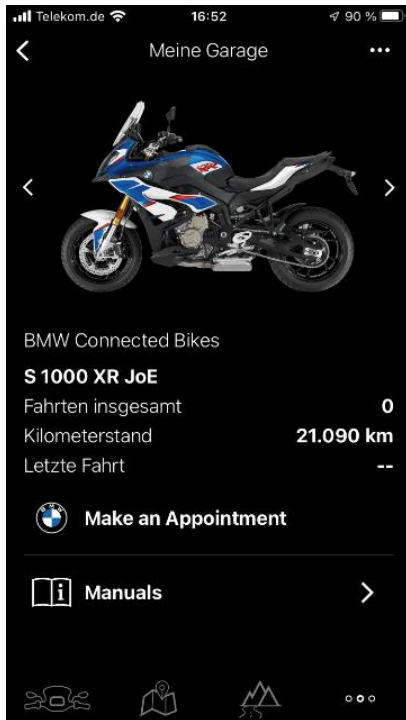 Telekom.de 16:52 90 %
Meine Garage
BMW Connected Bikes
S 1000 XR JoE
Fahrten insgesamt 0
Kilometerstand 21.090 km
Letzte Fahrt --
BMW Make an Appointment
i Manuals